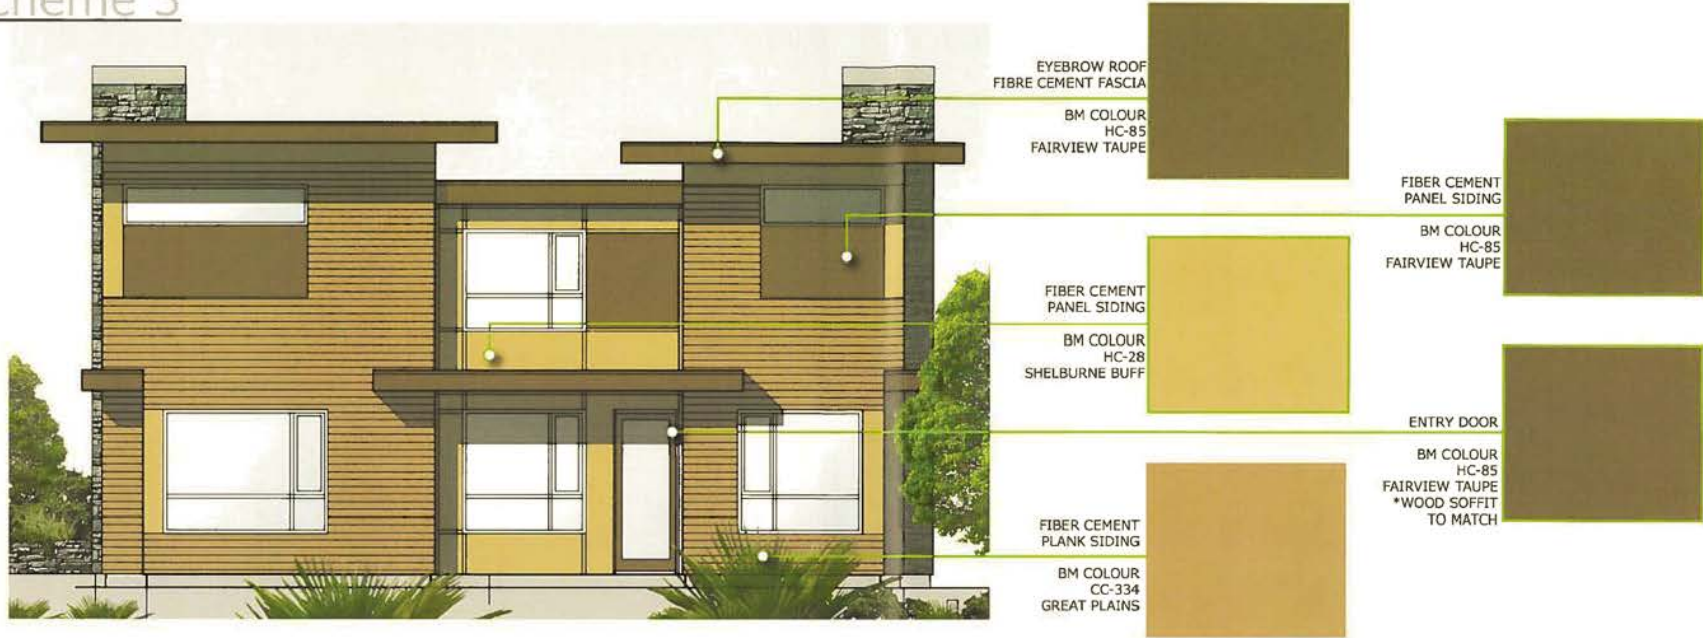 cheme 3
EYEBROW ROOF
FIBRE CEMENT FASCIA
BM COLOUR
HC-85
FAIRVIEW TAUPE
FIBER CEMENT
PANEL SIDING
BM COLOUR
HC-85
FAIRVIEW TAUPE
FIBER CEMENT
PANEL SIDING
BM COLOUR
HC-28
SHELBURNE BUFF
ENTRY DOOR
BM COLOUR
HC-85
FAIRVIEW TAUPE
*WOOD SOFFIT
TO MATCH
FIBER CEMENT
PLANK SIDING
BM COLOUR
CC-334
GREAT PLAINS